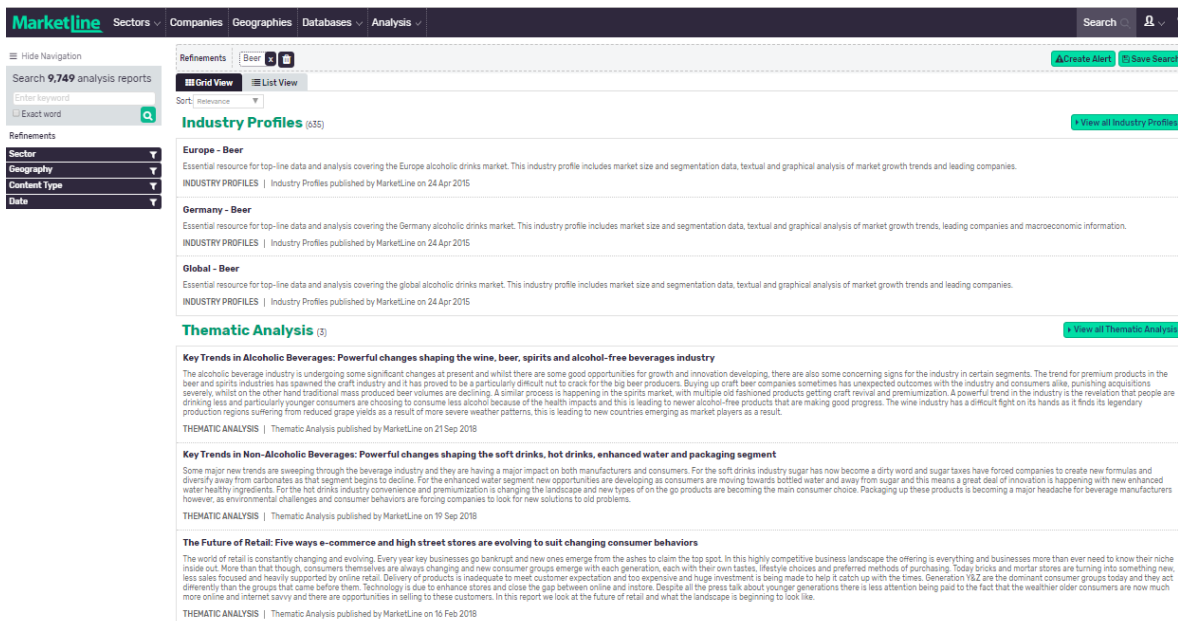 Marketline Sectors Companies Geographies Databases Analysis Search
Hide Navigation
Search 9,749 analysis reports
Enter keyword
Exact word
Refinements
Sector
Geography
Content Type
Date
Refinements Beer x Create Alert Save Search
Grid View List View
Sort: Relevance
Industry Profiles (635) View all Industry Profiles
Europe - Beer
Essential resource for top-line data and analysis covering the Europe alcoholic drinks market. This industry profile includes market size and segmentation data, textual and graphical analysis of market growth trends and leading companies.
INDUSTRY PROFILES | Industry Profiles published by MarketLine on 24 Apr 2015
Germany - Beer
Essential resource for top-line data and analysis covering the Germany alcoholic drinks market. This industry profile includes market size and segmentation data, textual and graphical analysis of market growth trends, leading companies and macroeconomic information.
INDUSTRY PROFILES | Industry Profiles published by MarketLine on 24 Apr 2015
Global - Beer
Essential resource for top-line data and analysis covering the global alcoholic drinks market. This industry profile includes market size and segmentation data, textual and graphical analysis of market growth trends and leading companies.
INDUSTRY PROFILES | Industry Profiles published by MarketLine on 24 Apr 2015
Thematic Analysis (3) View all Thematic Analysis
Key Trends in Alcoholic Beverages: Powerful changes shaping the wine, beer, spirits and alcohol-free beverages industry
The alcoholic beverage industry is undergoing some significant changes at present and whilst there are some good opportunities for growth and innovation developing, there are also some concerning signs for the industry in certain segments. The trend for premium products in the
beer and spirits industries has spawned the craft industry and it has proved to be a particularly difficult nut to crack for the big beer producers. Buying up craft beer companies sometimes has unexpected outcomes with the industry and consumers alike, punishing acquisitions
severely, whilst on the other hand traditional mass produced beer volumes are declining. A similar process is happening in the spirits market, with multiple old fashioned products getting craft revival and premiumization. A powerful trend in the industry is the revelation that people are
drinking less and particularly younger consumers are choosing to consume less alcohol because of the health impacts and this is leading to newer alcohol-free products that are making good progress. The wine industry has a difficult fight on its hands as it finds its legendary
production regions suffering from reduced grape yields as a result of more severe weather patterns, this is leading to new countries emerging as market players as a result.
THEMATIC ANALYSIS | Thematic Analysis published by MarketLine on 21 Sep 2018
Key Trends in Non-Alcoholic Beverages: Powerful changes shaping the soft drinks, hot drinks, enhanced water and packaging segment
Some major new trends are sweeping through the beverage industry and they are having a major impact on both manufacturers and consumers. For the soft drinks industry sugar has now become a dirty word and sugar taxes have forced companies to create new formulas and
diversify away from carbonates as that segment begins to decline. For the enhanced water segment new opportunities are developing as consumers are moving towards bottled water and away from sugar and this means a great deal of innovation is happening with new enhanced
water healthy ingredients. For the hot drinks industry convenience and premiumization is changing the landscape and new types of on the go products are becoming the main consumer choice. Packaging up these products is becoming a major headache for beverage manufacturers
however, as environmental challenges and consumer behaviors are forcing companies to look for new solutions to old problems.
THEMATIC ANALYSIS | Thematic Analysis published by MarketLine on 19 Sep 2018
The Future of Retail: Five ways e-commerce and high street stores are evolving to suit changing consumer behaviors
The world of retail is constantly changing and evolving. Every year key businesses go bankrupt and new ones emerge from the ashes to claim the top spot. In this highly competitive business landscape the offering is everything and businesses more than ever need to know their niche
inside out. More than that though, consumers themselves are always changing and new consumer groups emerge with each generation, each with their own tastes, lifestyle choices and preferred methods of purchasing. Today bricks and mortar stores are turning into something new,
less sales focused and heavily supported by online retail. Delivery of products is inadequate to meet customer expectation and too expensive and huge investment is being made to help it catch up with the times. Generation Y&Z are the dominant consumer groups today and they act
differently than the groups that came before them. Technology is due to enhance stores and close the gap between online and instore. Despite all the press talk about younger generations there is less attention being paid to the fact that the wealthier older consumers are now much
more online and internet savvy and there are opportunities in selling to these customers. In this report we look at the future of retail and what the landscape is beginning to look like.
THEMATIC ANALYSIS | Thematic Analysis published by MarketLine on 16 Feb 2018